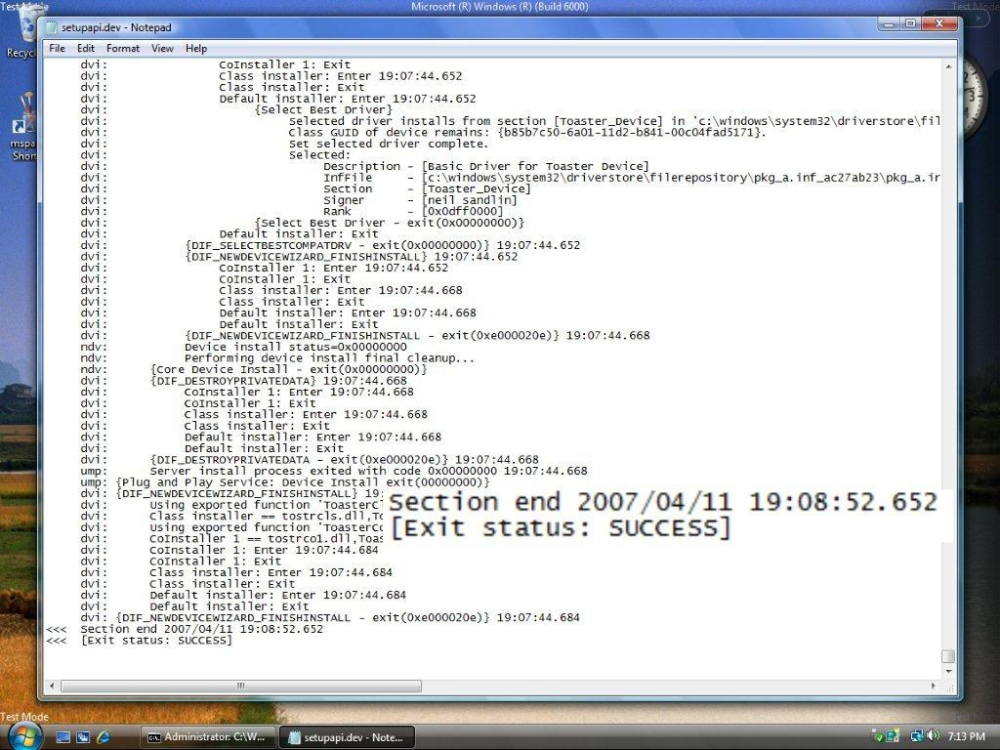 Test Mode
Microsoft (R) Windows (R) (Build 6000)
Test Mode
setupapi.dev - Notepad
File Edit Format View Help
dvi: CoInstaller 1: Exit
dvi: Class installer: Enter 19:07:44.652
dvi: Class installer: Exit
dvi: Default installer: Enter 19:07:44.652
dvi: {Select Best Driver}
dvi: Selected driver installs from section [Toaster_Device] in 'c:\windows\system32\driverstore\fil
dvi: Class GUID of device remains: {b85b7c50-6a01-11d2-b841-00c04fad5171}.
dvi: Set selected driver complete.
dvi: Selected:
dvi: Description - [Basic Driver for Toaster Device]
dvi: InfFile - [c:\windows\system32\driverstore\filerepository\pkg_a.inf_ac27ab23\pkg_a.ir
dvi: Section - [Toaster_Device]
dvi: Signer - [neil sandlin]
dvi: Rank - [0x0dff0000]
dvi: {Select Best Driver - exit(0x00000000)}
dvi: Default installer: Exit
dvi: {DIF_SELECTBESTCOMPATDRV - exit(0x00000000)} 19:07:44.652
dvi: {DIF_NEWDEVICEWIZARD_FINISHINSTALL} 19:07:44.652
dvi: CoInstaller 1: Enter 19:07:44.652
dvi: CoInstaller 1: Exit
dvi: Class installer: Enter 19:07:44.668
dvi: Class installer: Exit
dvi: Default installer: Enter 19:07:44.668
dvi: Default installer: Exit
dvi: {DIF_NEWDEVICEWIZARD_FINISHINSTALL - exit(0xe000020e)} 19:07:44.668
ndv: Device install status=0x00000000
ndv: Performing device install final cleanup...
ndv: {Core Device Install - exit(0x00000000)}
dvi: {DIF_DESTROYPRIVATEDATA} 19:07:44.668
dvi: CoInstaller 1: Enter 19:07:44.668
dvi: CoInstaller 1: Exit
dvi: Class installer: Enter 19:07:44.668
dvi: Class installer: Exit
dvi: Default installer: Enter 19:07:44.668
dvi: Default installer: Exit
dvi: {DIF_DESTROYPRIVATEDATA - exit(0xe000020e)} 19:07:44.668
ump: Server install process exited with code 0x00000000 19:07:44.668
ump: {Plug and Play Service: Device Install exit(00000000)}
dvi: {DIF_NEWDEVICEWIZARD_FINISHINSTALL} 19:
dvi: Using exported function 'ToasterC
dvi: Class installer == tostrcls.dll,To
dvi: Using exported function 'ToasterCo
dvi: CoInstaller 1 == tostrco1.dll,Toas
dvi: CoInstaller 1: Enter 19:07:44.684
dvi: CoInstaller 1: Exit
dvi: Class installer: Enter 19:07:44.684
dvi: Class installer: Exit
dvi: Default installer: Enter 19:07:44.684
dvi: Default installer: Exit
dvi: {DIF_NEWDEVICEWIZARD_FINISHINSTALL - exit(0xe000020e)} 19:07:44.684
<<< Section end 2007/04/11 19:08:52.652
<<< [Exit status: SUCCESS]
Section end 2007/04/11 19:08:52.652
[Exit status: SUCCESS]
Recyc
mspa
Short
Test Mode
Administrator: C:\W...
setupapi.dev - Note...
7:13 PM